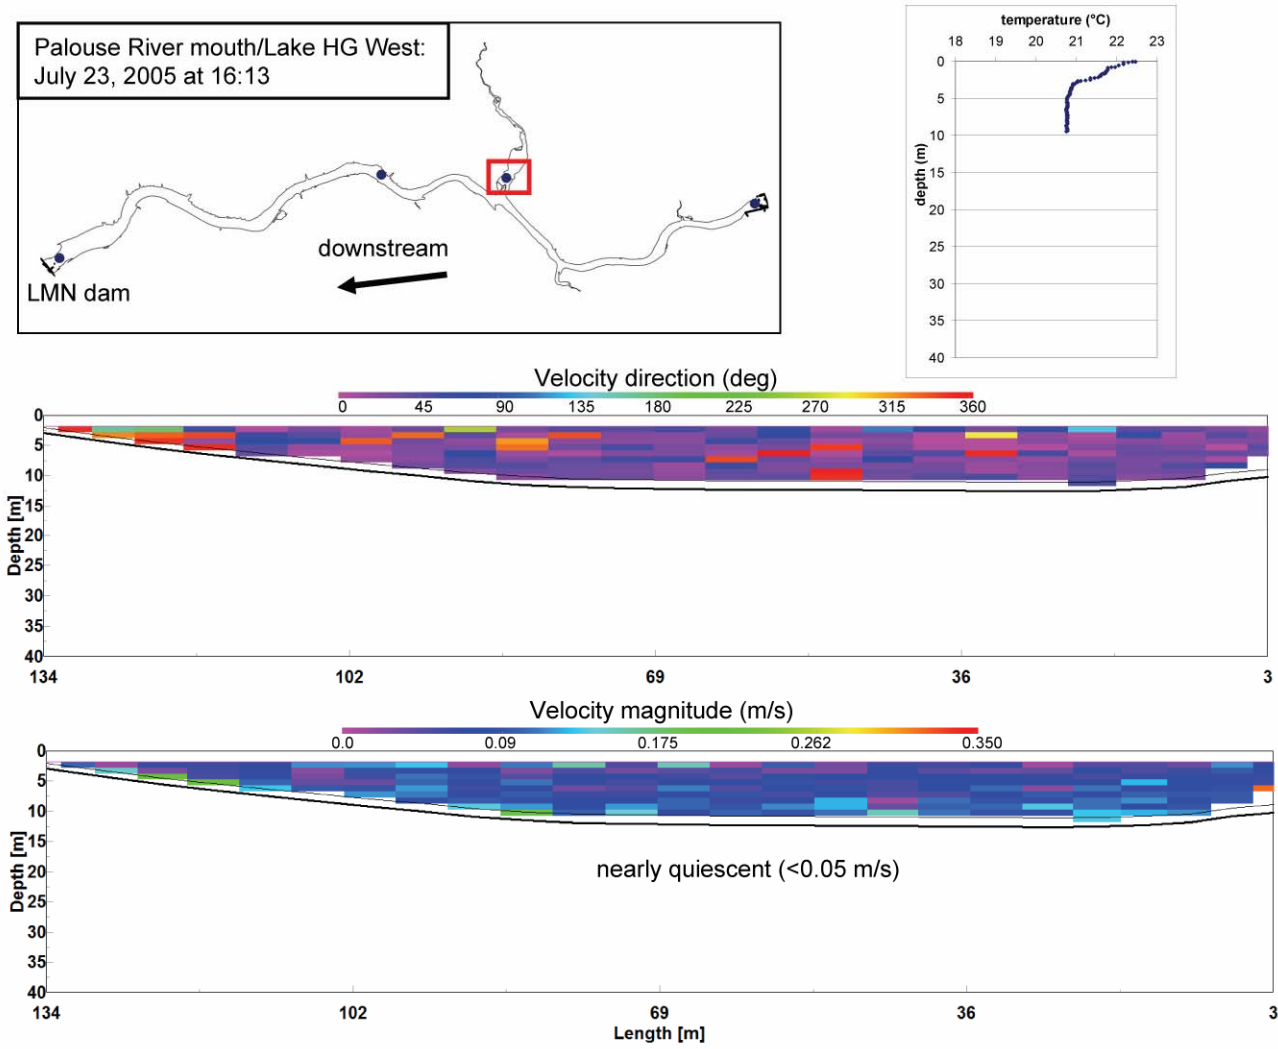 Palouse River mouth/Lake HG West:
July 23, 2005 at 16:13
downstream
LMN dam
temperature (°C)
18 19 20 21 22 23
depth (m)
0
5
10
15
20
25
30
35
40
Velocity direction (deg)
0 45 90 135 180 225 270 315 360
Depth [m]
0
5
10
15
20
25
30
35
40
134 102 69 36 3
Velocity magnitude (m/s)
0.0 0.09 0.175 0.262 0.350
Depth [m]
0
5
10
15
20
25
30
35
40
nearly quiescent (<0.05 m/s)
134 102 69 36 3
Length [m]